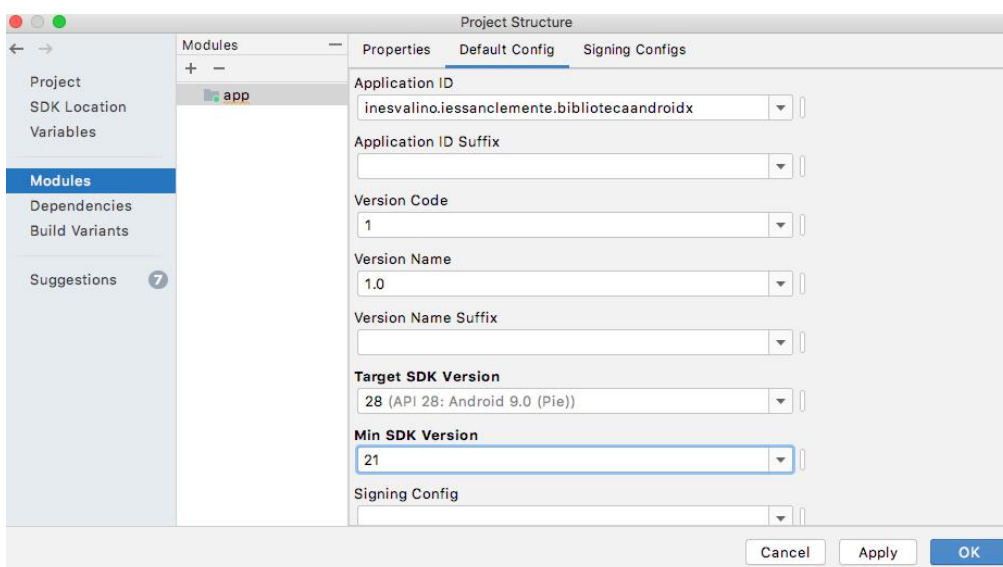 Project Structure
Project
SDK Location
Variables
Modules
Dependencies
Build Variants
Suggestions 7
Modules
app
Properties Default Config Signing Configs
Application ID
inesvalino.iessanclemente.bibliotecaandroidx
Application ID Suffix
Version Code
1
Version Name
1.0
Version Name Suffix
Target SDK Version
28 (API 28: Android 9.0 (Pie))
Min SDK Version
21
Signing Config
Cancel Apply OK